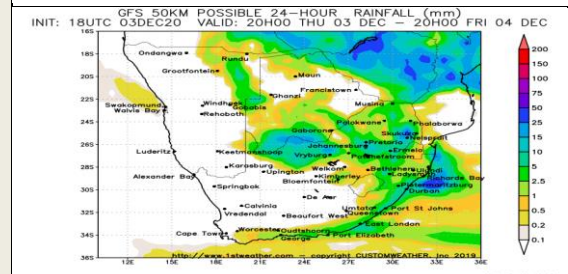 GFS 50KM POSSIBLE 24-HOUR RAINFALL (mm)
INIT: 18UTC 03DEC20 VALID: 20H00 THU 03 DEC - 20H00 FRI 04 DEC
16S
18S
20S
22S
24S
26S
28S
30S
32S
34S
36S
Ondangwa
Rundu
Grootfontein
Maun
Ghanzi
Francistown
Swakopmund
Walvis Bay
Windhoek
Gobabis
Rehoboth
Musina
Polokwane
Phalaborwa
Gaborone
Skukuza
Nelspruit
Johannesburg
Pretoria
Luderitz
Keetmanshoop
Vryburg
Potchefstroom
Ermelo
Karasburg
Upington
Welkom
Bethlehem
Ladysmith
Richards Bay
Alexander Bay
Kimberley
Bloemfontein
Springbok
Pietermaritzburg
Durban
De Aar
Calvinia
Umtata
Port St Johns
Queenstown
Vredendal
Beaufort West
East London
Cape Town
Worcester
Oudtshoorn
George
Port Elizabeth
http://www.1stweather.com - copyright CUSTOMWEATHER, Inc 2019
12E
15E
18E
21E
24E
27E
30E
33E
36E
200
150
100
75
50
25
15
10
5
2.5
1
0.5
0.2
0.1